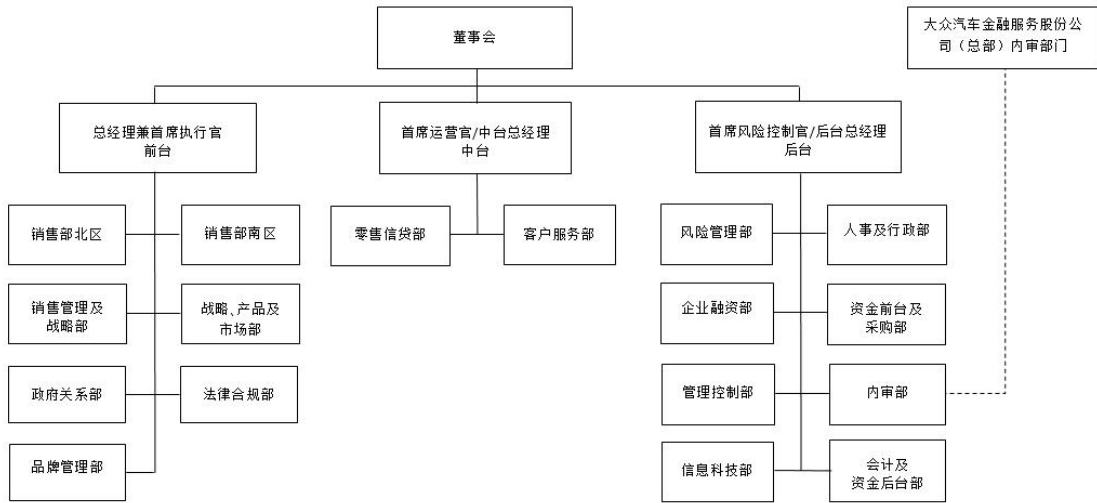 董事会
大众汽车金融服务股份公
司（总部）内审部门
总经理兼首席执行官
前台
首席运营官/中台总经理
中台
首席风险控制官/后台总经理
后台
销售部北区
销售部南区
零售信贷部
客户服务部
风险管理部
人事及行政部
销售管理及
战略部
战略、产品及
市场部
企业融资部
资金前台及
采购部
政府关系部
法律合规部
管理控制部
内审部
品牌管理部
信息科技部
会计及
资金后台部